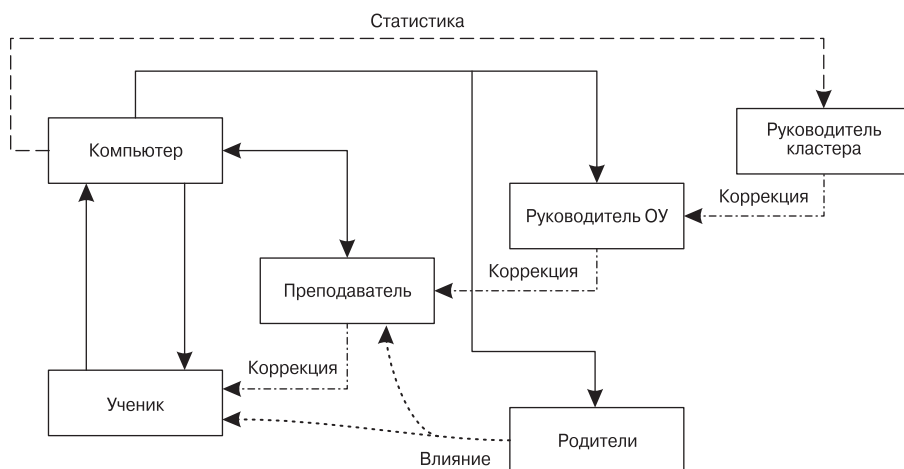 Статистика
Компьютер
Руководитель
кластера
Коррекция
Руководитель ОУ
Коррекция
Преподаватель
Коррекция
Ученик
Родители
Влияние